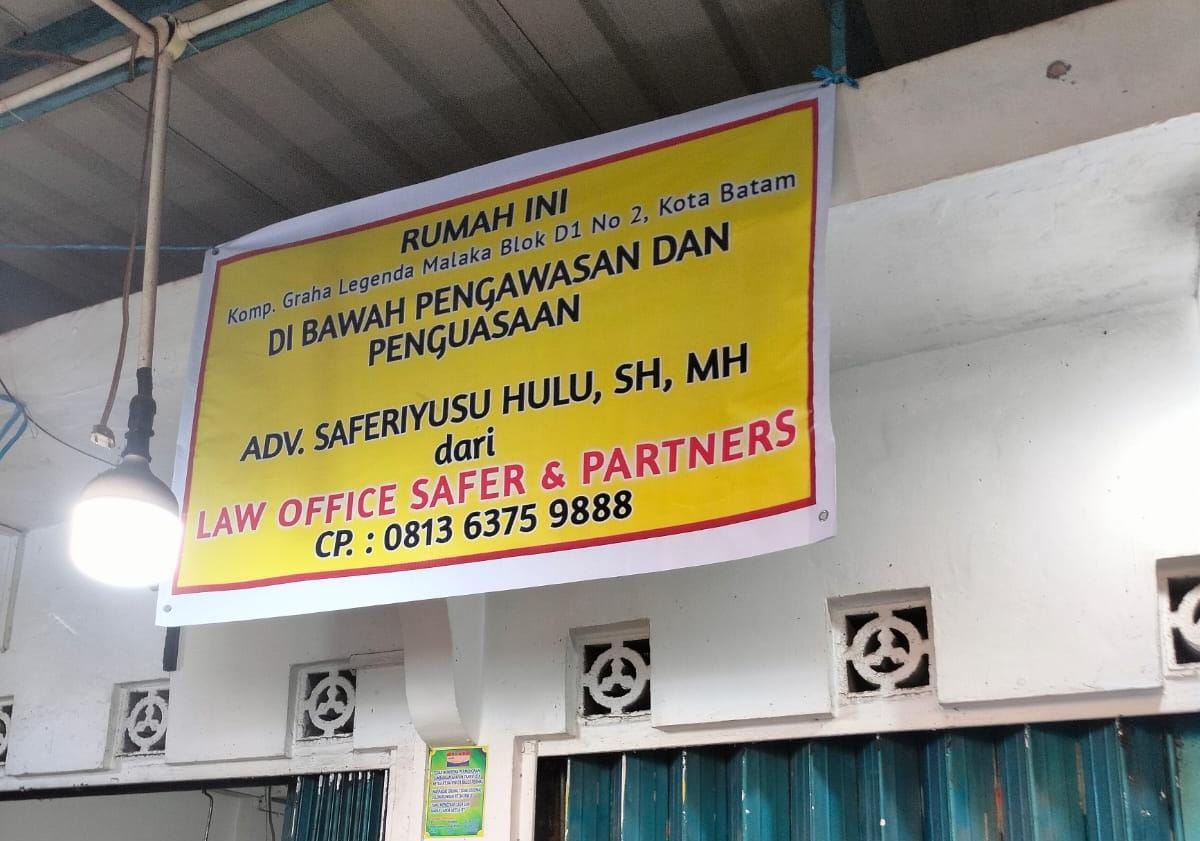 RUMAH INI
Komp. Graha Legenda Malaka Blok D1 No 2, Kota Batam
DI BAWAH PENGAWASAN DAN
PENGUASAAN
ADV. SAFERIYUSU HULU, SH, MH
dari
LAW OFFICE SAFER & PARTNERS
CP. : 0813 6375 9888